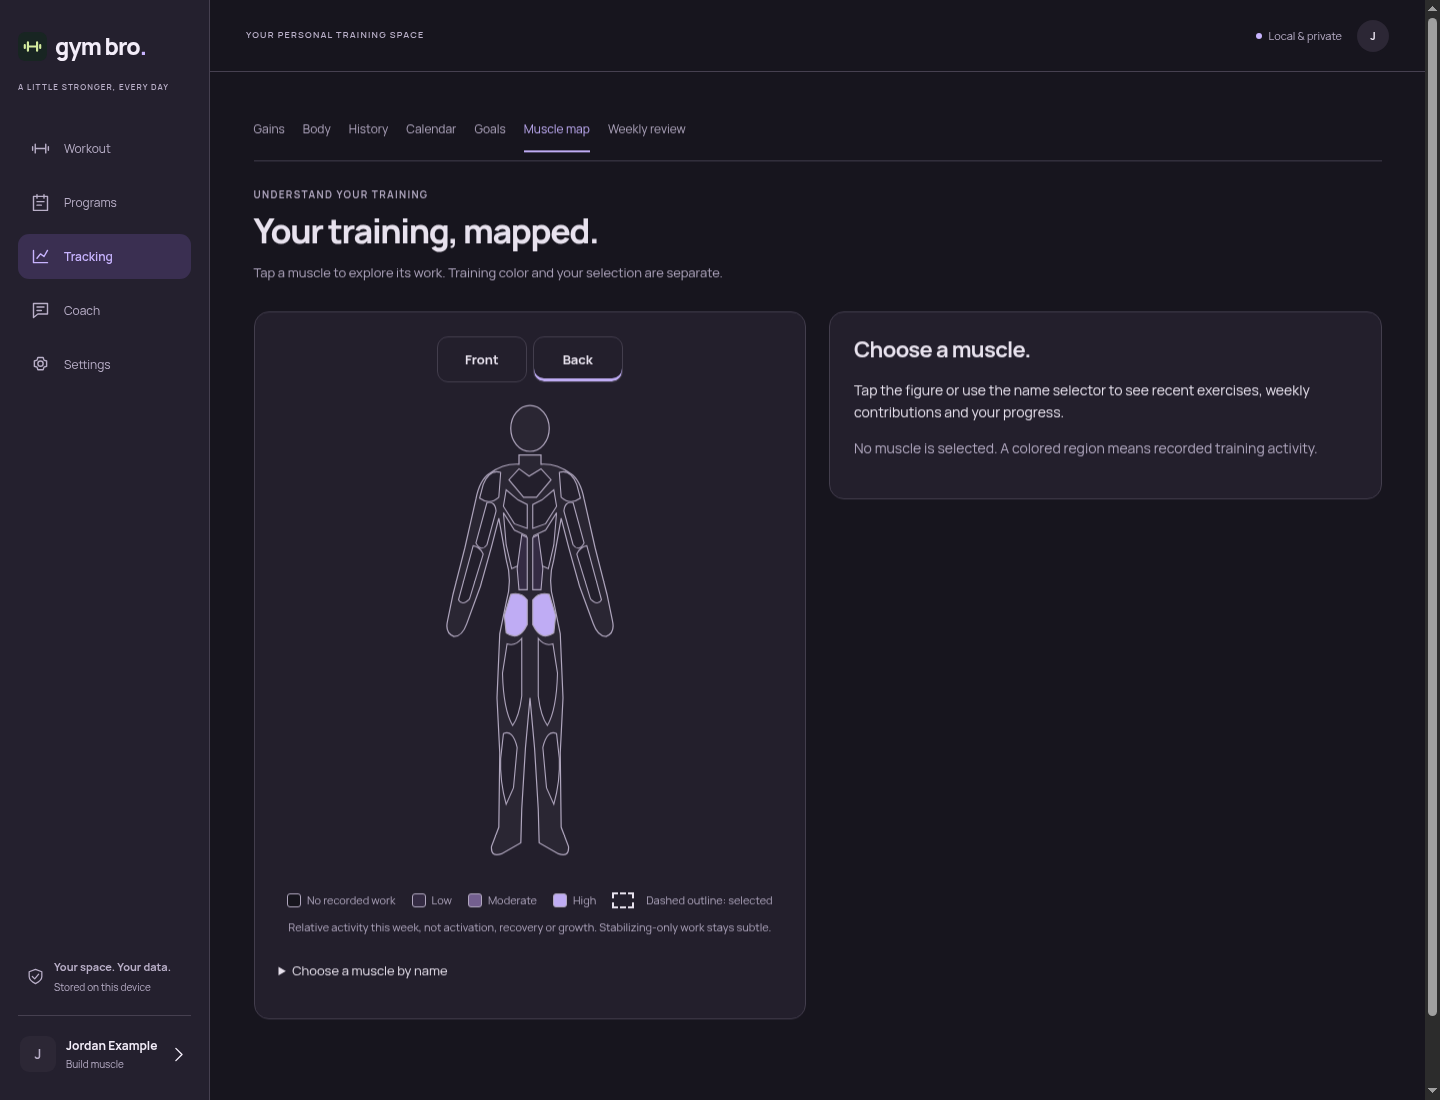 gym bro.
A LITTLE STRONGER, EVERY DAY
Workout
Programs
Tracking
Coach
Settings
Your space. Your data.
Stored on this device
J
Jordan Example
Build muscle
YOUR PERSONAL TRAINING SPACE
Local & private
J
Gains
Body
History
Calendar
Goals
Muscle map
Weekly review
UNDERSTAND YOUR TRAINING
Your training, mapped.
Tap a muscle to explore its work. Training color and your selection are separate.
Front
Back
No recorded work
Low
Moderate
High
Dashed outline: selected
Relative activity this week, not activation, recovery or growth. Stabilizing-only work stays subtle.
Choose a muscle by name
Choose a muscle.
Tap the figure or use the name selector to see recent exercises, weekly
contributions and your progress.
No muscle is selected. A colored region means recorded training activity.